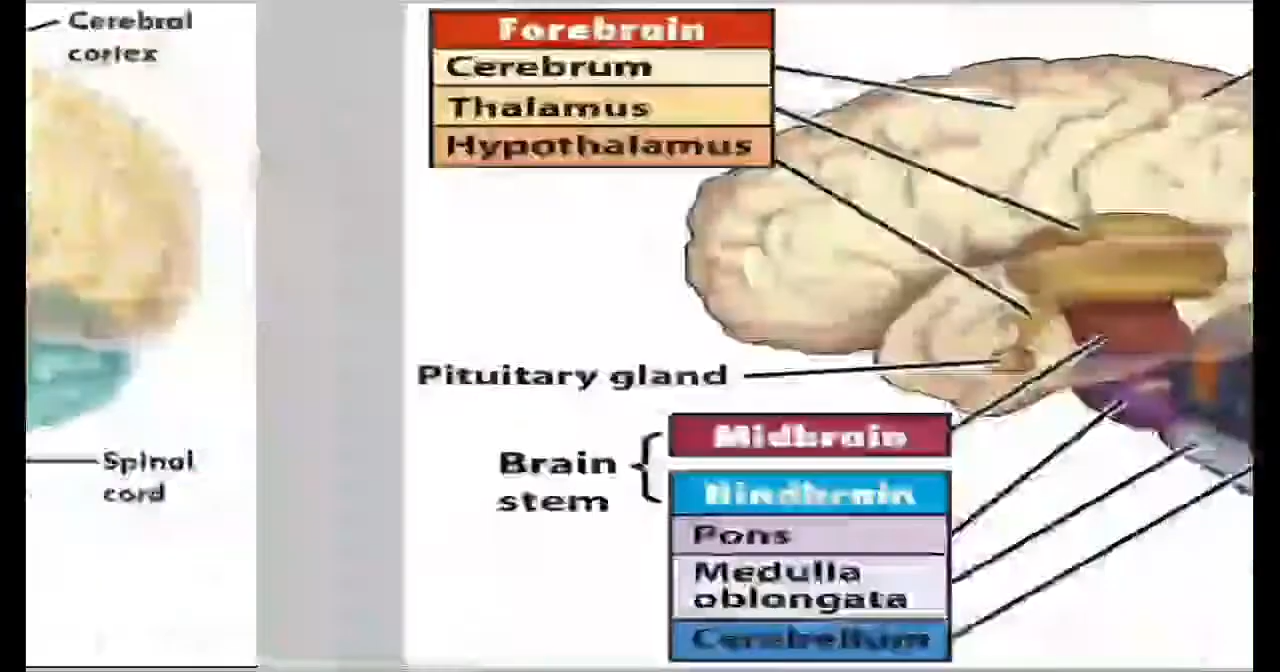 Cerebral
cortex
Spinal
cord
Forebrain
Cerebrum
Thalamus
Hypothalamus
Pituitary gland
Brain
stem
Midbrain
Hindbrain
Pons
Medulla
oblongata
Cerebellum